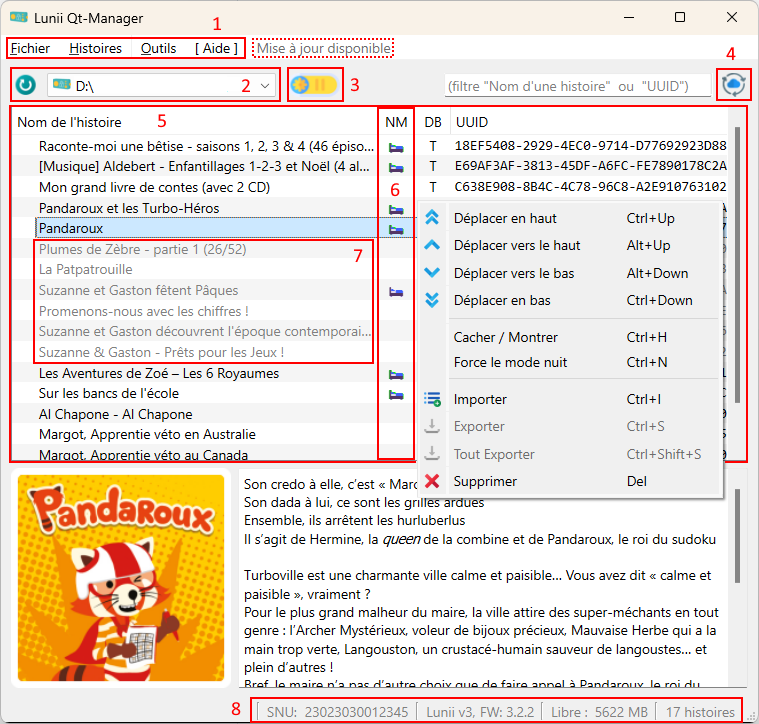 Lunii Qt-Manager
1
Fichier Histoires Outils [ Aide ] Mise à jour disponible
4
D:\ 2 3 (filtre "Nom d'une histoire" ou "UUID")
Nom de l'histoire 5 NM DB UUID
Raconte-moi une bêtise - saisons 1, 2, 3 & 4 (46 épiso... T 18EF5408-2929-4EC0-9714-D77692923D88
[Musique] Aldebert - Enfantillages 1-2-3 et Noël (4 al... T E69AF3AF-3813-45DF-A6FC-FE7890178C2A
Mon grand livre de contes (avec 2 CD) 6 T C638E908-8B4C-4C78-96C8-A2E910763102
Pandaroux et les Turbo-Héros
Pandaroux
Plumes de Zèbre - partie 1 (26/52) 7
La Patpatrouille
Suzanne et Gaston fêtent Pâques
Promenons-nous avec les chiffres !
Suzanne et Gaston découvrent l'époque contemporai...
Suzanne & Gaston - Prêts pour les Jeux !
Les Aventures de Zoé – Les 6 Royaumes
Sur les bancs de l'école
Al Chapone - Al Chapone
Margot, Apprentie véto en Australie
Margot, Apprentie véto au Canada
Déplacer en haut Ctrl+Up
Déplacer vers le haut Alt+Up
Déplacer vers le bas Alt+Down
Déplacer en bas Ctrl+Down
Cacher / Montrer Ctrl+H
Force le mode nuit Ctrl+N
Importer Ctrl+I
Exporter Ctrl+S
Tout Exporter Ctrl+Shift+S
Supprimer Del
PANDAROUX
Son credo à elle, c'est « Marc
Son dada à lui, ce sont les grilles ardues
Ensemble, ils arrêtent les hurluberlus
Il s'agit de Hermine, la queen de la combine et de Pandaroux, le roi du sudoku
Turboville est une charmante ville calme et paisible... Vous avez dit « calme et
paisible », vraiment ?
Pour le plus grand malheur du maire, la ville attire des super-méchants en tout
genre : l'Archer Mystérieux, voleur de bijoux précieux, Mauvaise Herbe qui a la
main trop verte, Langouston, un crustacé-humain sauveur de langoustes... et
plein d'autres !
Bref, le maire n'a pas d'autre choix que de faire appel à Pandaroux, le roi du
8 SNU: 23023030012345 Lunii v3, FW: 3.2.2 Libre : 5622 MB 17 histoires